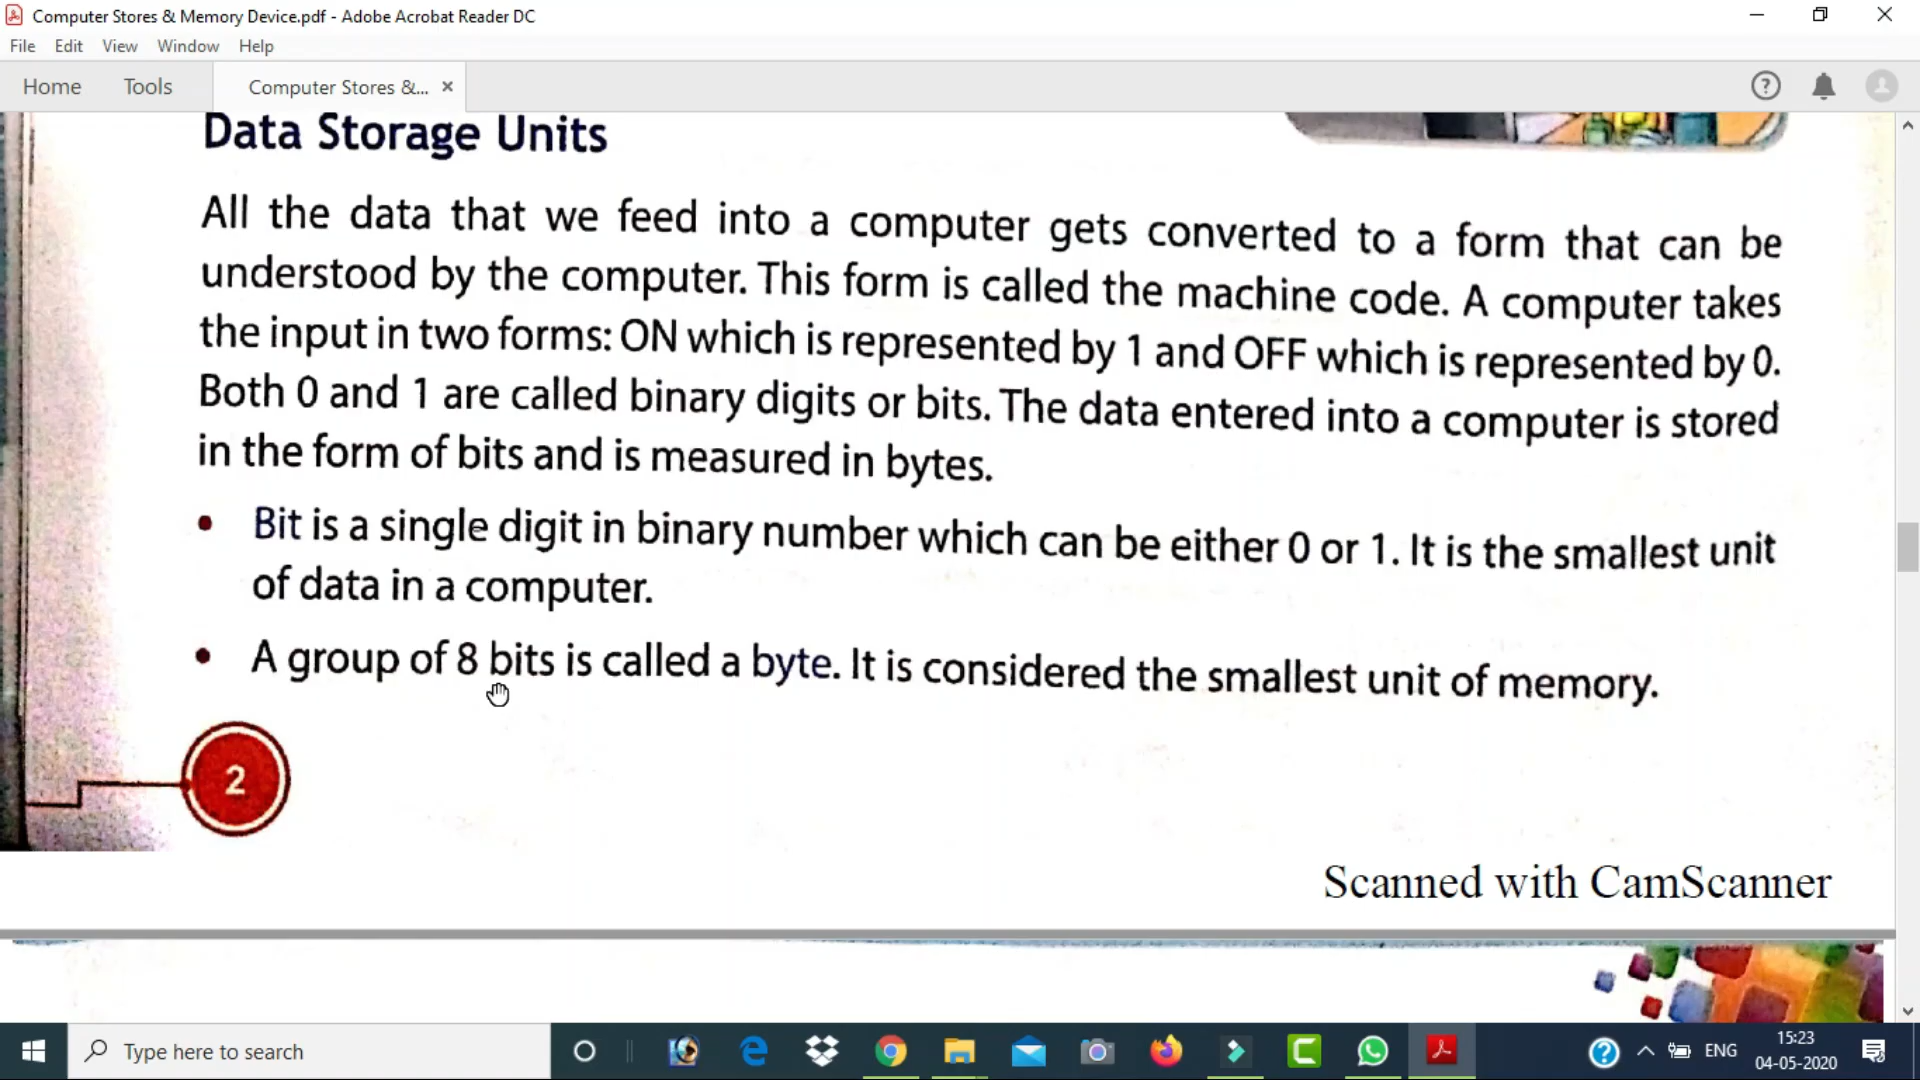 Computer Stores & Memory Device.pdf - Adobe Acrobat Reader DC
File Edit View Window Help
Home Tools Computer Stores &... ×
Data Storage Units
All the data that we feed into a computer gets converted to a form that can be
understood by the computer. This form is called the machine code. A computer takes
the input in two forms: ON which is represented by 1 and OFF which is represented by 0.
Both 0 and 1 are called binary digits or bits. The data entered into a computer is stored
in the form of bits and is measured in bytes.
• Bit is a single digit in binary number which can be either 0 or 1. It is the smallest unit
of data in a computer.
• A group of 8 bits is called a byte. It is considered the smallest unit of memory.
2
Scanned with CamScanner
Type here to search
ENG
15:23
04-05-2020